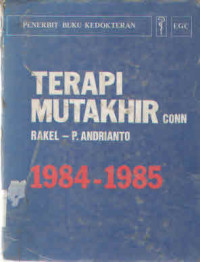 PENERBIT BUKU KEDOKTERAN EGC
TERAPI
MUTAKHIR CONN
RAKEL – P. ANDRIANTO
1984-1985